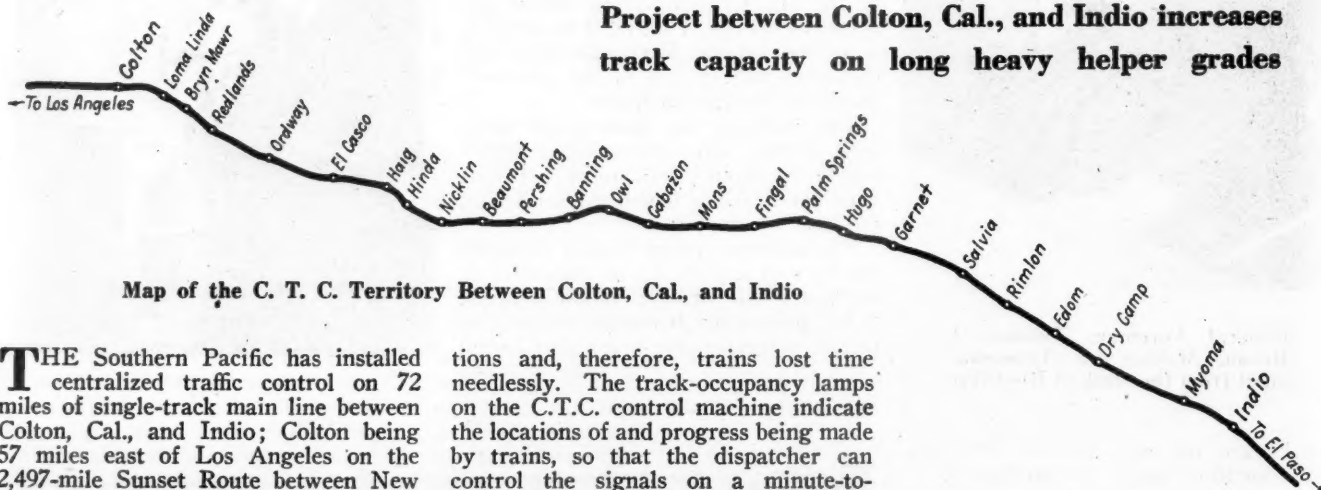 Project between Colton, Cal., and Indio increases
track capacity on long heavy helper grades
←To Los Angeles
Colton
Loma Linda
Bryn Mawr
Redlands
Ordway
El Casco
Haig
Hinda
Nicklin
Beaumont
Pershing
Banning
Owl
Cabazon
Mons
Fingal
Palm Springs
Hugo
Garnet
Salvia
Rimlon
Edom
Dry Camp
Myoma
Indio
To El Paso→
Map of the C. T. C. Territory Between Colton, Cal., and Indio
THE Southern Pacific has installed
centralized traffic control on 72
miles of single-track main line between
Colton, Cal., and Indio; Colton being
57 miles east of Los Angeles on the
2,497-mile Sunset Route between New
tions and, therefore, trains lost time
needlessly. The track-occupancy lamps
on the C.T.C. control machine indicate
the locations of and progress being made
by trains, so that the dispatcher can
control the signals on a minute-to-